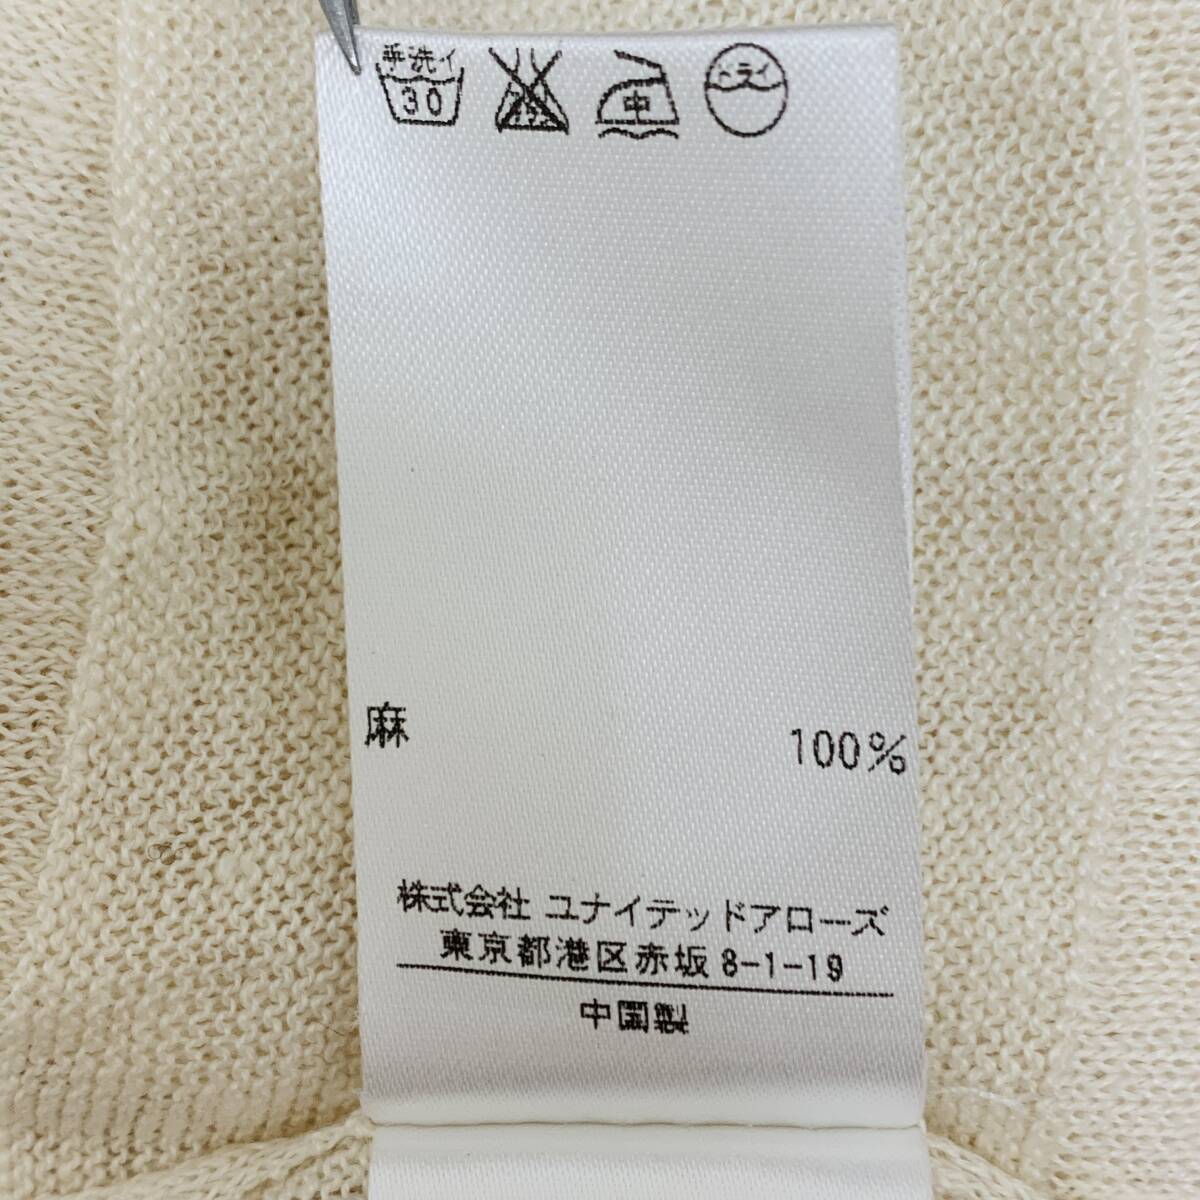 手洗イ 30 中 ドライ
麻 100%
株式会社 ユナイテッドアローズ
東京都港区赤坂 8-1-19
中国製